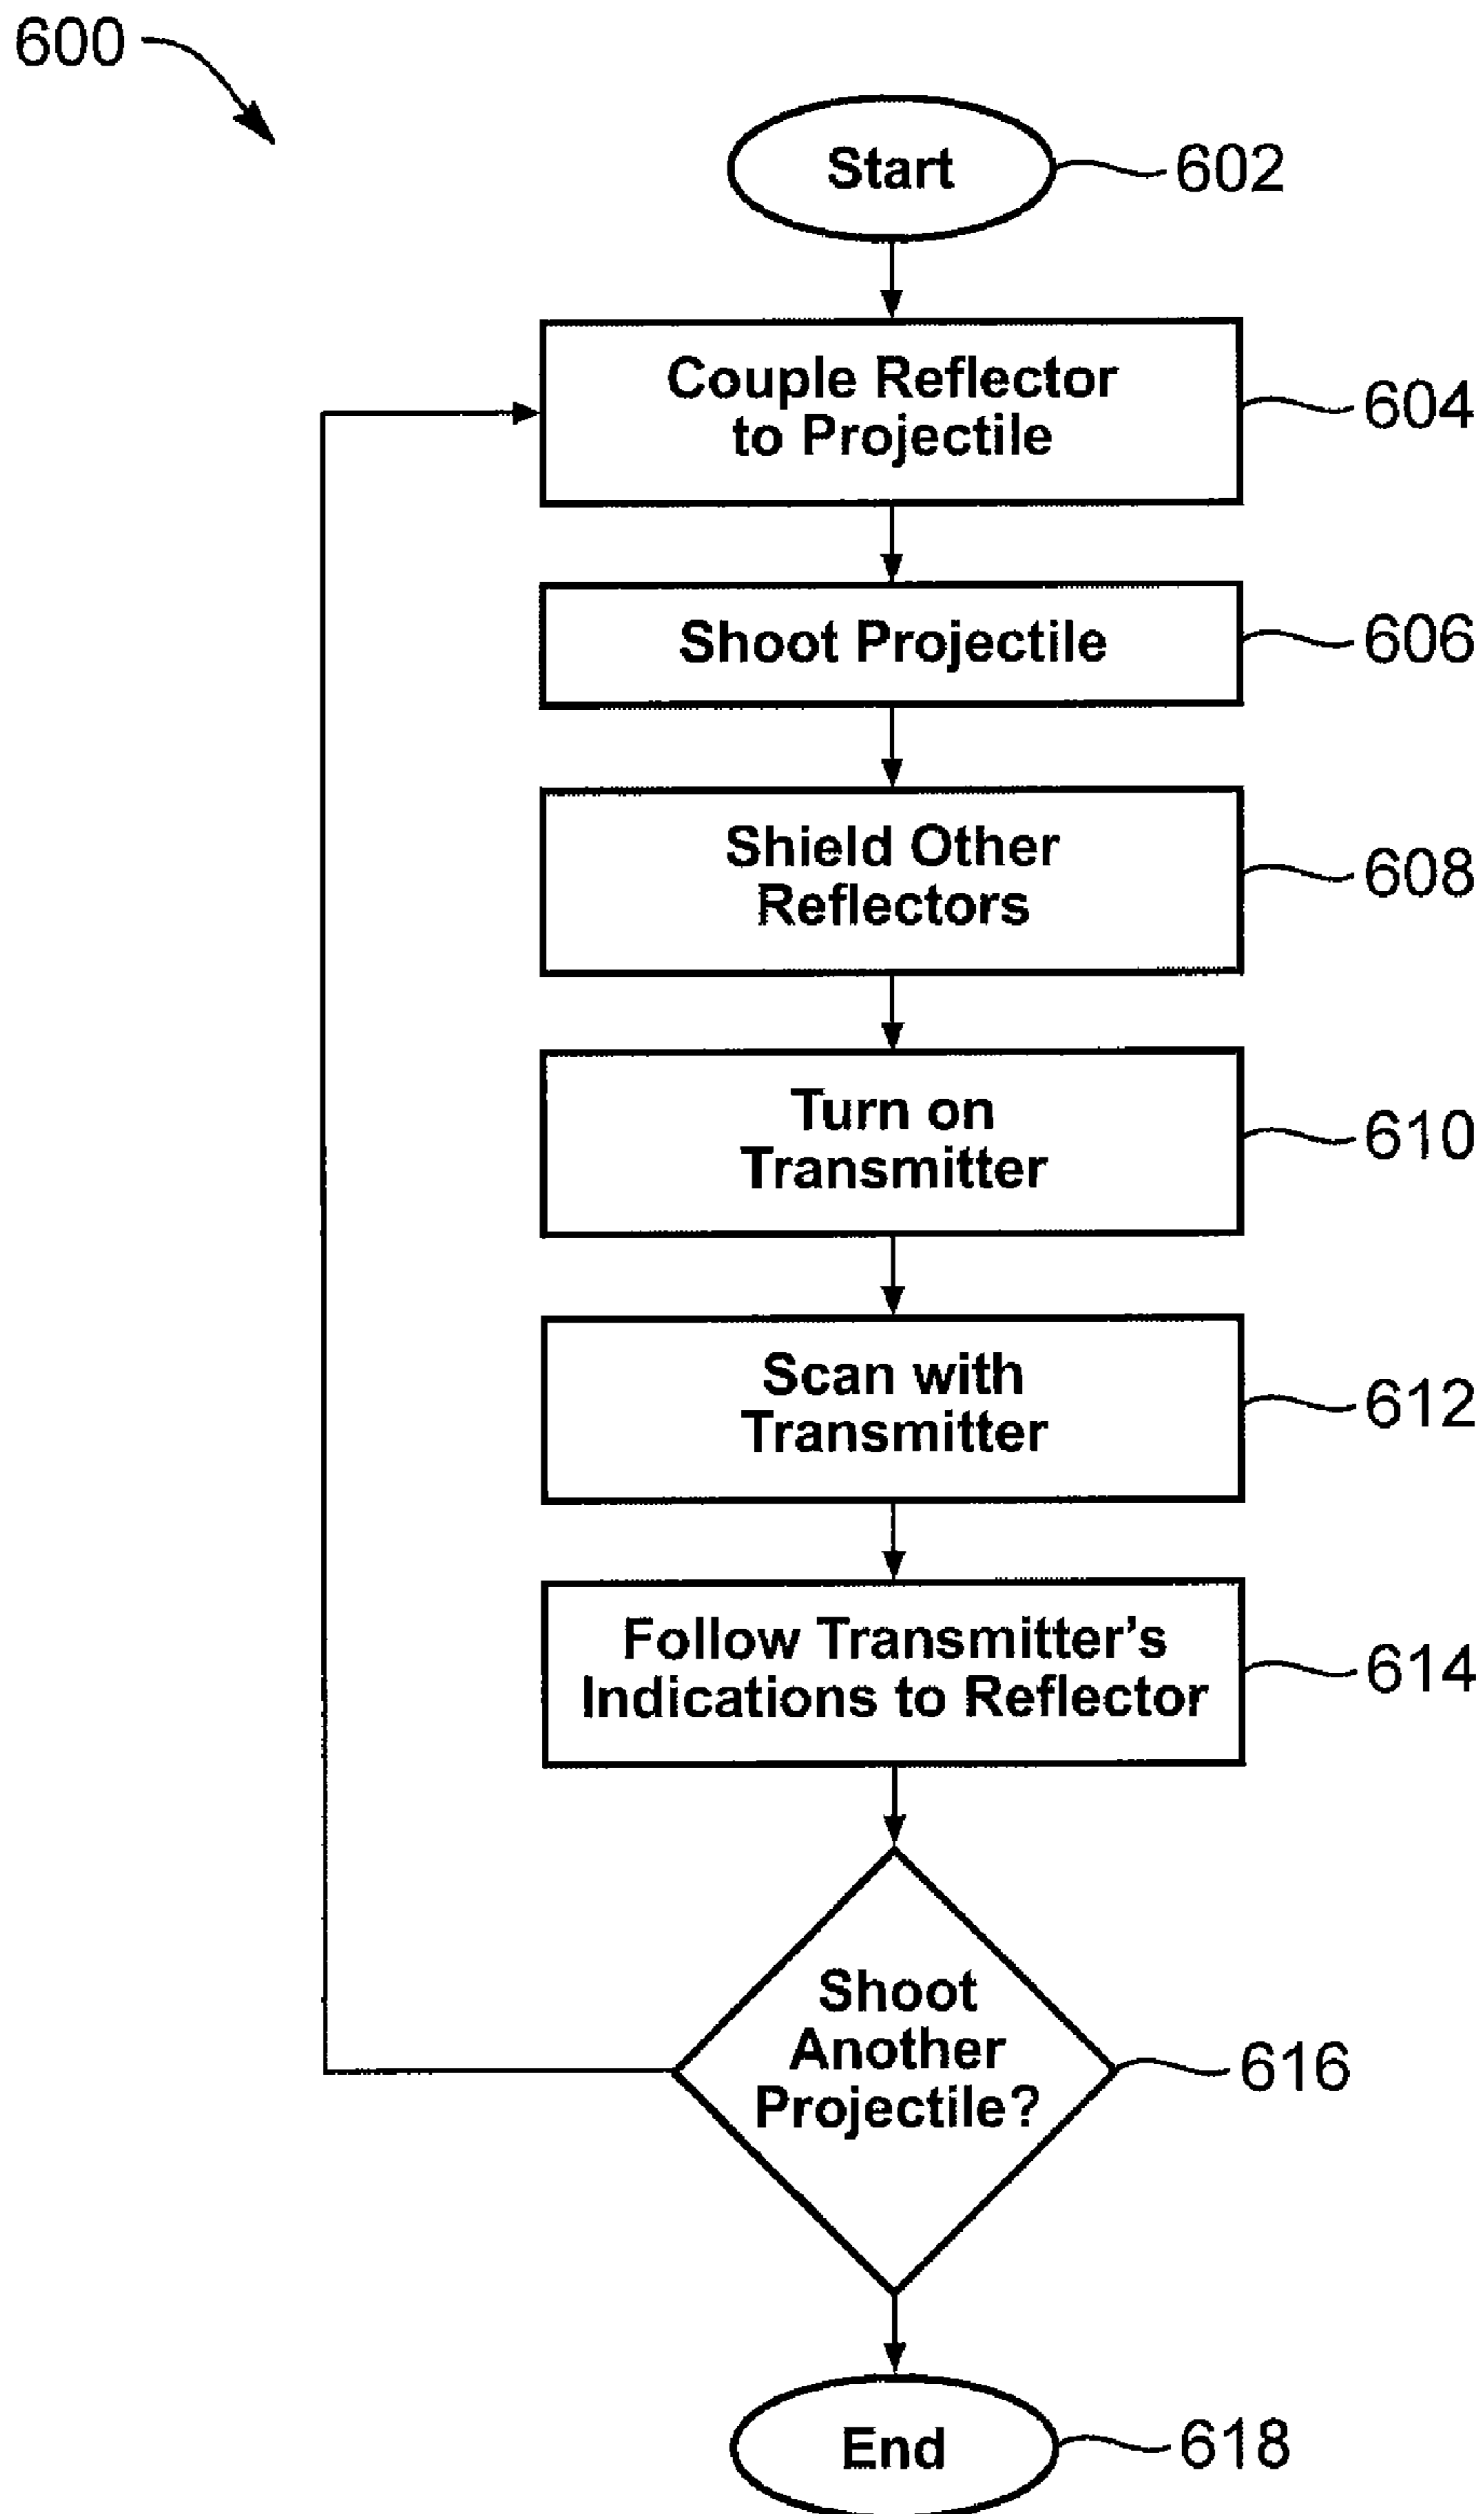 600
Start
602
Couple Reflector
to Projectile
604
Shoot Projectile
606
Shield Other
Reflectors
608
Turn on
Transmitter
610
Scan with
Transmitter
612
Follow Transmitter's
Indications to Reflector
614
Shoot
Another
Projectile?
616
End
618